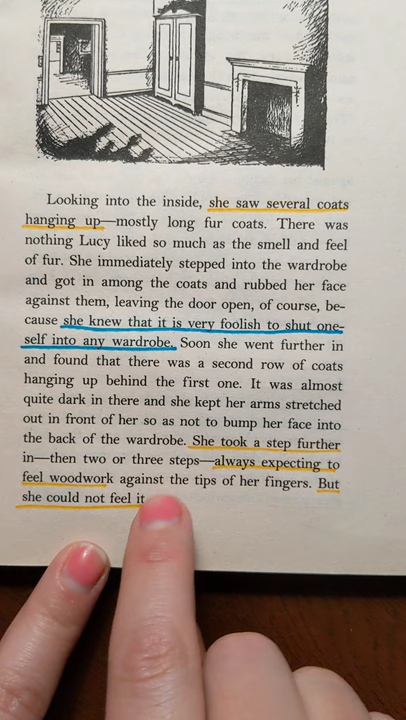 Looking into the inside, she saw several coats
hanging up—mostly long fur coats. There was
nothing Lucy liked so much as the smell and feel
of fur. She immediately stepped into the wardrobe
and got in among the coats and rubbed her face
against them, leaving the door open, of course, be-
cause she knew that it is very foolish to shut one-
self into any wardrobe. Soon she went further in
and found that there was a second row of coats
hanging up behind the first one. It was almost
quite dark in there and she kept her arms stretched
out in front of her so as not to bump her face into
the back of the wardrobe. She took a step further
in—then two or three steps—always expecting to
feel woodwork against the tips of her fingers. But
she could not feel it